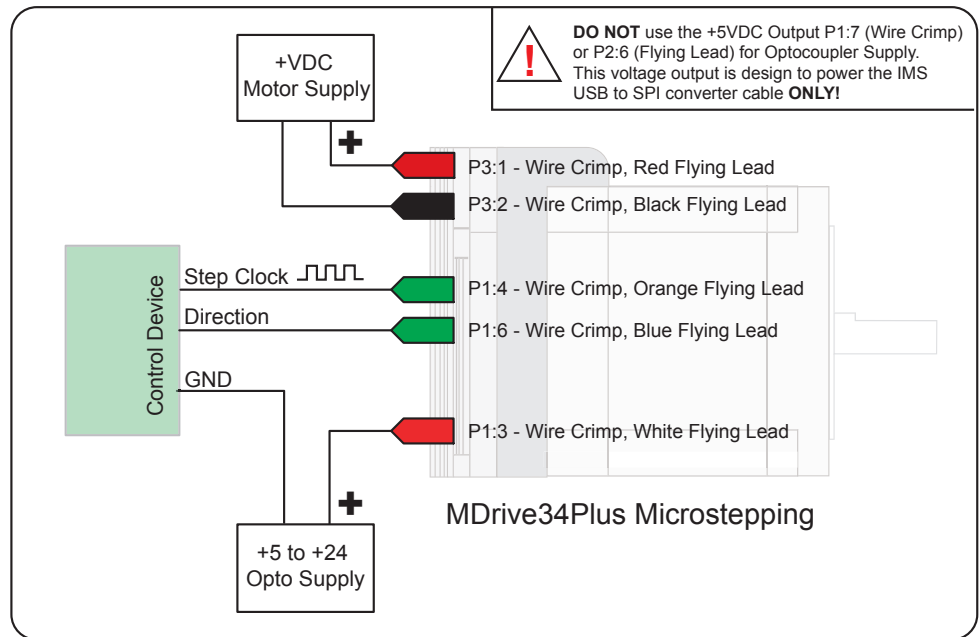 DO NOT use the +5VDC Output P1:7 (Wire Crimp)
or P2:6 (Flying Lead) for Optocoupler Supply.
This voltage output is design to power the IMS
USB to SPI converter cable ONLY!
!
+VDC
Motor Supply
+
P3:1 - Wire Crimp, Red Flying Lead
P3:2 - Wire Crimp, Black Flying Lead
Control Device
Step Clock
P1:4 - Wire Crimp, Orange Flying Lead
Direction
P1:6 - Wire Crimp, Blue Flying Lead
GND
P1:3 - Wire Crimp, White Flying Lead
+
MDrive34Plus Microstepping
+5 to +24
Opto Supply